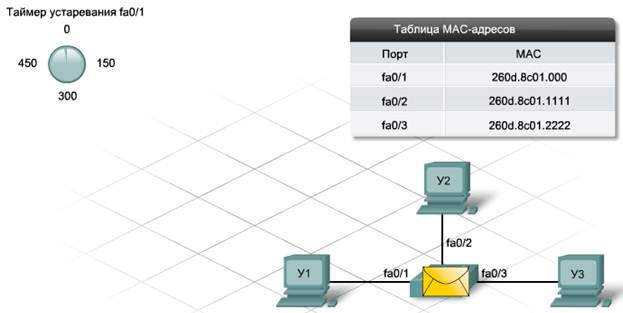 Таймер устаревания fa0/1
0
450 150
300
Таблица MAC-адресов
Порт MAC
fa0/1 260d.8c01.000
fa0/2 260d.8c01.1111
fa0/3 260d.8c01.2222
У2
fa0/2
У1 fa0/1 fa0/3 У3